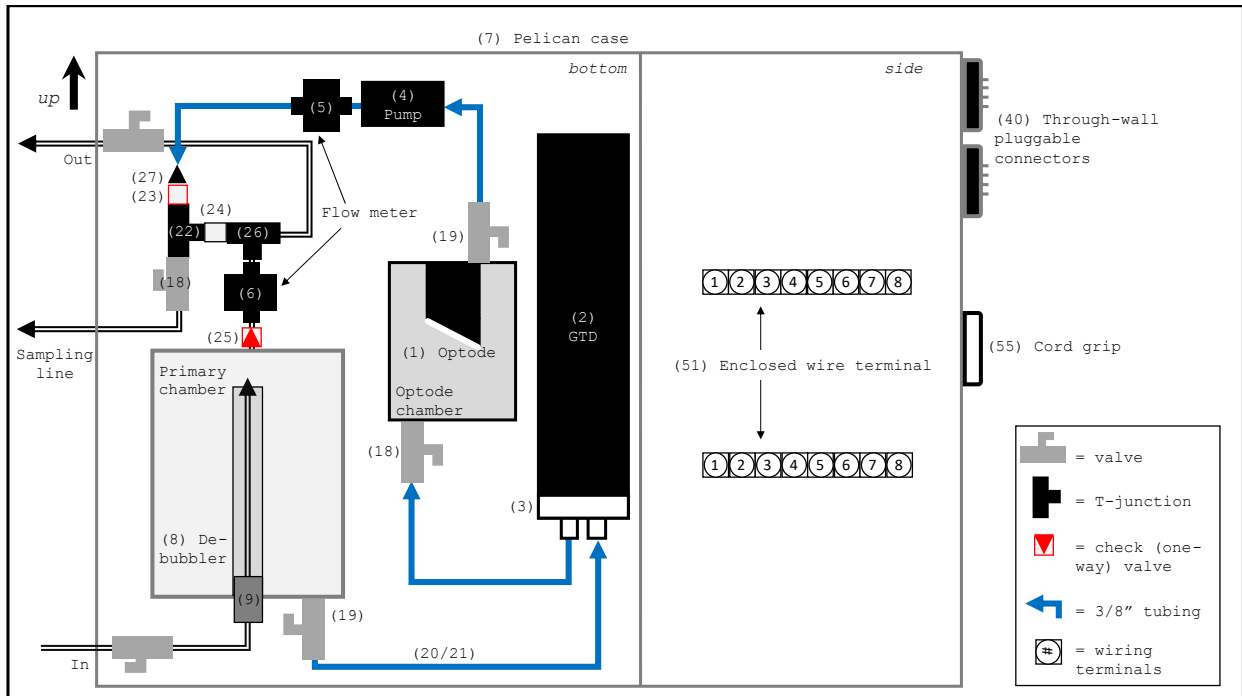 (7) Pelican case
bottom
side
up
(4)
Pump
(5)
(40) Through-wall
pluggable
connectors
Out
(27)
(23)
(24)
Flow meter
(22)
(26)
(19)
(18)
(6)
(2)
GTD
1 2 3 4 5 6 7 8
Sampling
line
(25)
(1) Optode
(51) Enclosed wire terminal
(55) Cord grip
Primary
chamber
Optode
chamber
(18)
1 2 3 4 5 6 7 8
(3)
(8) De-
bubbler
(9)
(19)
(20/21)
In
= valve
= T-junction
= check (one-
way) valve
= 3/8” tubing
# = wiring
terminals